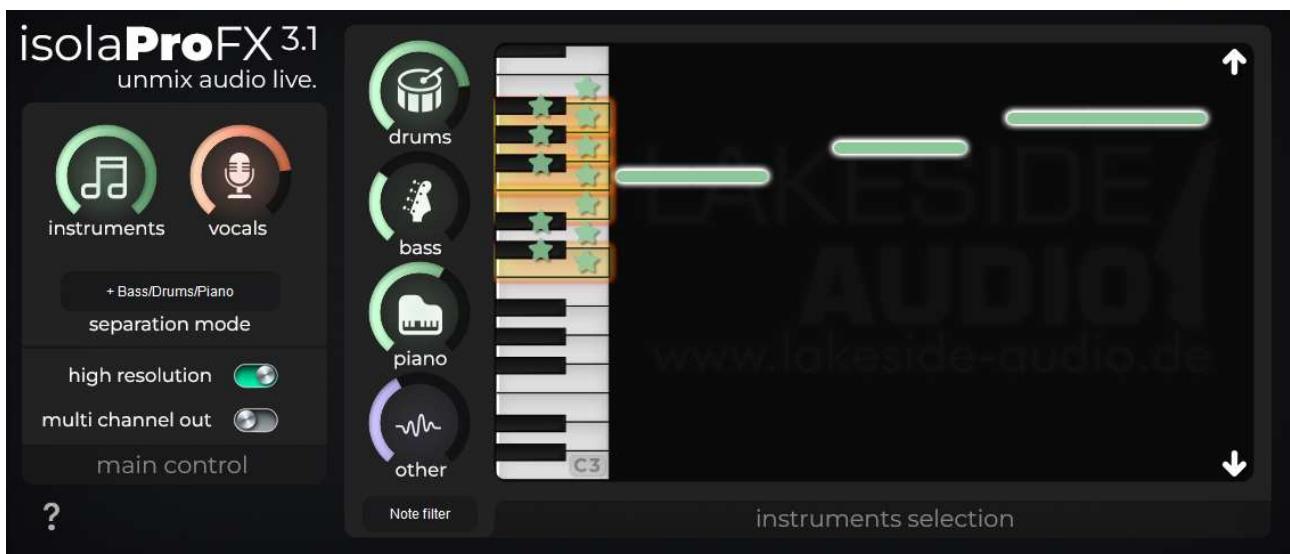 isolaProFX 3.1
unmix audio live.
instruments
vocals
+ Bass/Drums/Piano
separation mode
high resolution
multi channel out
main control
?
drums
bass
piano
other
Note filter
C3
LAKESIDE
AUDIO
www.lakeside-audio.de
instruments selection